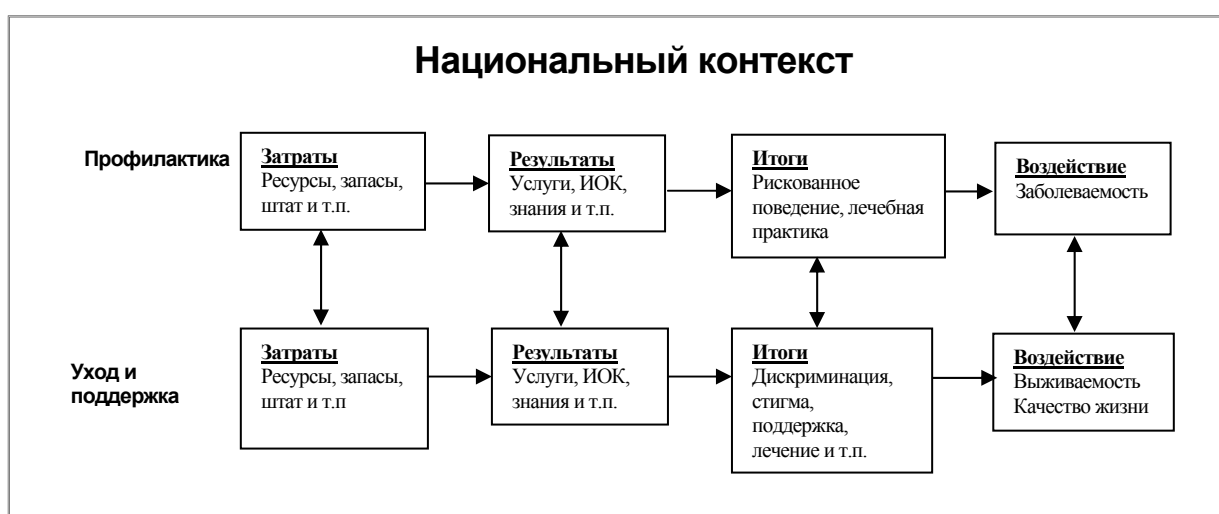 Национальный контекст
Профилактика
Затраты
Ресурсы, запасы,
штат и т.п.
Результаты
Услуги, ИОК,
знания и т.п.
Итоги
Рискованное
поведение, лечебная
практика
Воздействие
Заболеваемость
Уход и
поддержка
Затраты
Ресурсы, запасы,
штат и т.п
Результаты
Услуги, ИОК,
знания и т.п.
Итоги
Дискриминация,
стигма,
поддержка,
лечение и т.п.
Воздействие
Выживаемость
Качество жизни